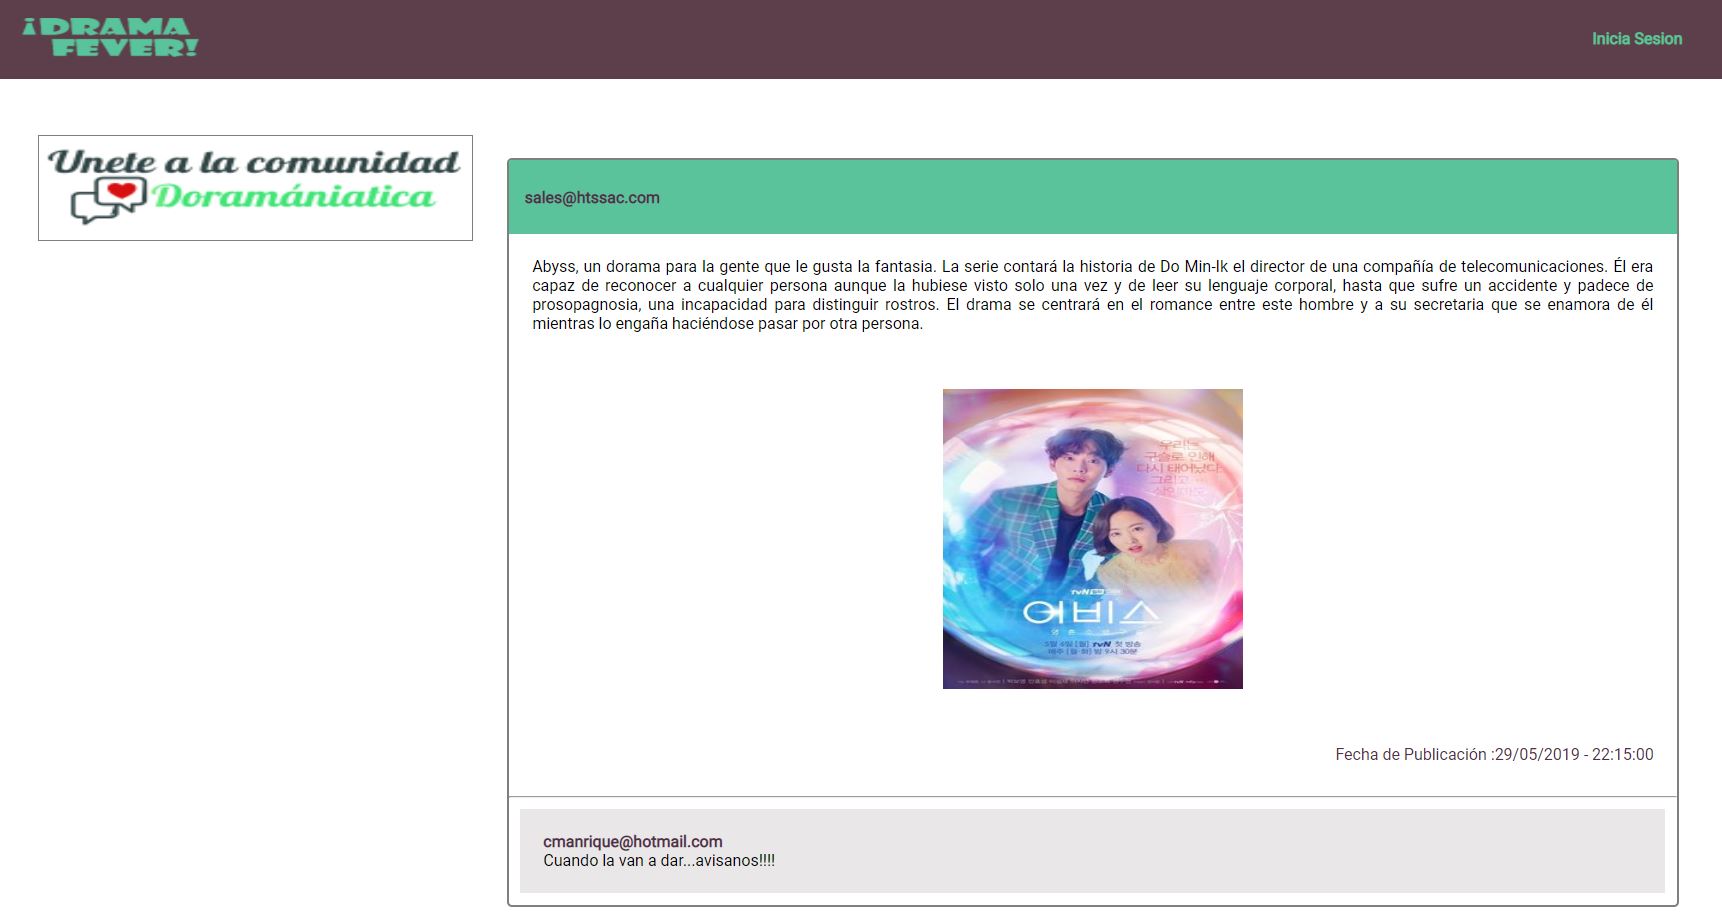 ¡DRAMA
FEVER!
Inicia Sesion
Unete a la comunidad
Doramániatica
sales@htssac.com
Abyss, un dorama para la gente que le gusta la fantasia. La serie contará la historia de Do Min-Ik el director de una compañía de telecomunicaciones. Él era
capaz de reconocer a cualquier persona aunque la hubiese visto solo una vez y de leer su lenguaje corporal, hasta que sufre un accidente y padece de
prosopagnosia, una incapacidad para distinguir rostros. El drama se centrará en el romance entre este hombre y a su secretaria que se enamora de él
mientras lo engaña haciéndose pasar por otra persona.
우리는
구슬로 인해
다시 태어났다
그리고
tvN
어비스
5월 6일 [월] tvN 첫 방송
매주 [월·화] 밤 9시 30분
Fecha de Publicación :29/05/2019 - 22:15:00
cmanrique@hotmail.com
Cuando la van a dar...avisanos!!!!